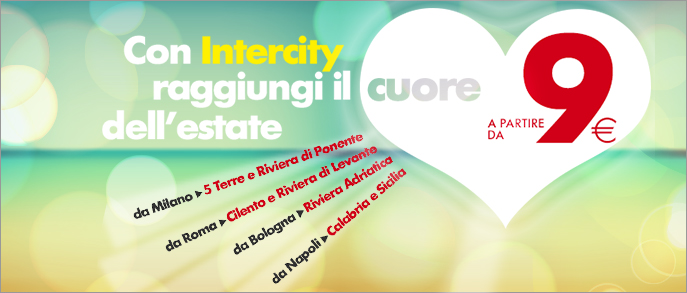 Con Intercity
raggiungi il cuore
dell'estate
A PARTIRE
DA
9€
da Milano ▸ 5 Terre e Riviera di Ponente
da Roma ▸ Cilento e Riviera di Levante
da Bologna ▸ Riviera Adriatica
da Napoli ▸ Calabria e Sicilia